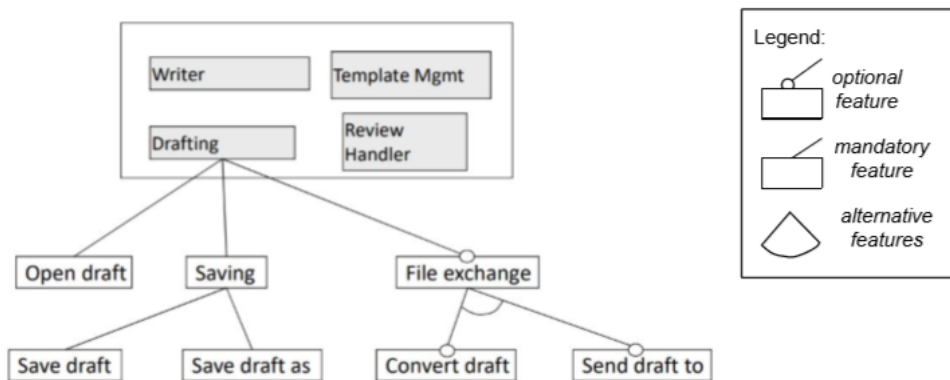 Writer
Template Mgmt
Drafting
Review
Handler
Open draft
Saving
File exchange
Save draft
Save draft as
Convert draft
Send draft to
Legend:
optional
feature
mandatory
feature
alternative
features